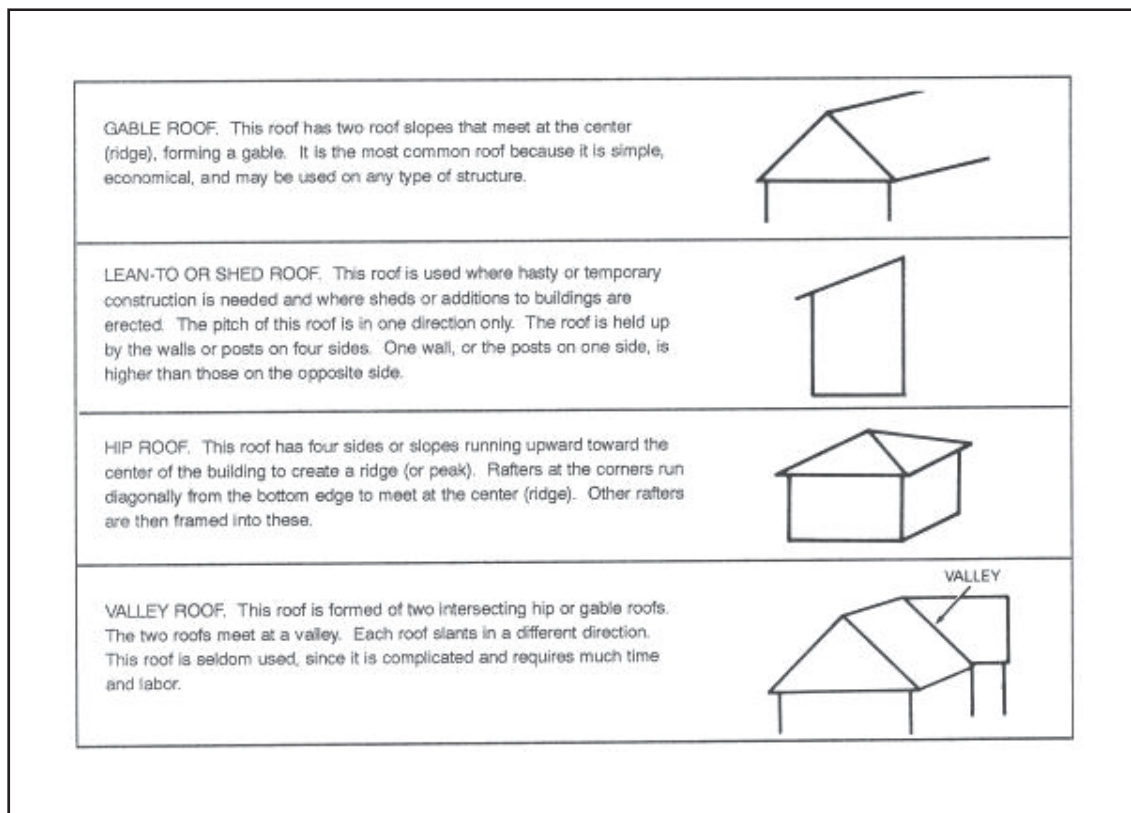 GABLE ROOF. This roof has two roof slopes that meet at the center
(ridge), forming a gable. It is the most common roof because it is simple,
economical, and may be used on any type of structure.
LEAN-TO OR SHED ROOF. This roof is used where hasty or temporary
construction is needed and where sheds or additions to buildings are
erected. The pitch of this roof is in one direction only. The roof is held up
by the walls or posts on four sides. One wall, or the posts on one side, is
higher than those on the opposite side.
HIP ROOF. This roof has four sides or slopes running upward toward the
center of the building to create a ridge (or peak). Rafters at the corners run
diagonally from the bottom edge to meet at the center (ridge). Other rafters
are then framed into these.
VALLEY
VALLEY ROOF. This roof is formed of two intersecting hip or gable roofs.
The two roofs meet at a valley. Each roof slants in a different direction.
This roof is seldom used, since it is complicated and requires much time
and labor.